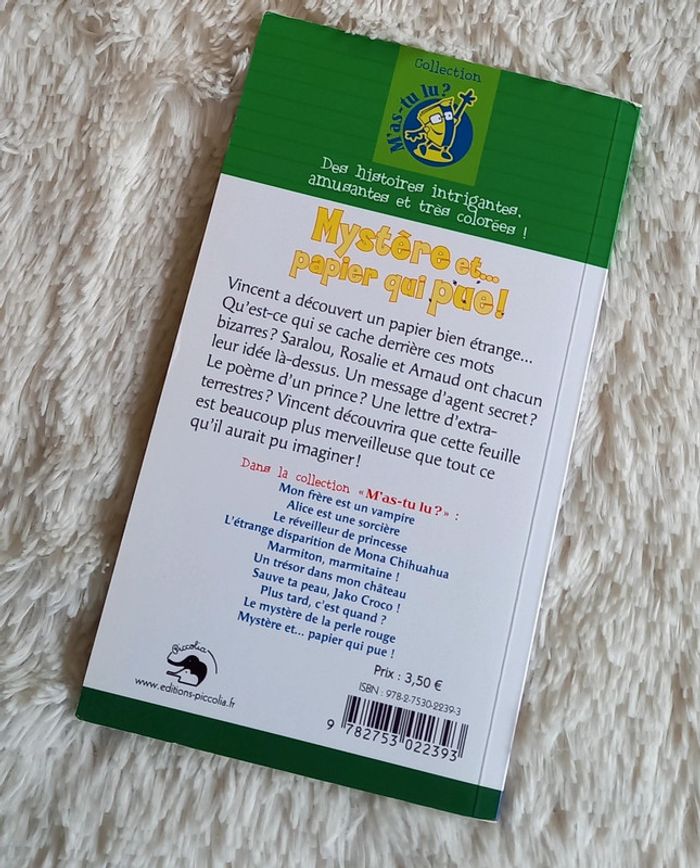 Collection
M'as-tu lu?
Des histoires intrigantes,
amusantes et très colorées !
Mystère et...
papier qui pue!
Vincent a découvert un papier bien étrange...
Qu'est-ce qui se cache derrière ces mots
bizarres? Saralou, Rosalie et Arnaud ont chacun
leur idée là-dessus. Un message d'agent secret?
Le poème d'un prince? Une lettre d'extra-
terrestres? Vincent découvrira que cette feuille
est beaucoup plus merveilleuse que tout ce
qu'il aurait pu imaginer!
Dans la collection « M'as-tu lu ? » :
Mon frère est un vampire
Alice est une sorcière
Le réveilleur de princesse
L'étrange disparition de Mona Chihuahua
Marmiton, marmitaine !
Un trésor dans mon château
Sauve ta peau, Jako Croco !
Plus tard, c'est quand ?
Le mystère de la perle rouge
Mystère et... papier qui pue !
Piccolia
www.editions-piccolia.fr
Prix : 3,50 €
ISBN : 978-2-7530-2239-3
9 782753 022393